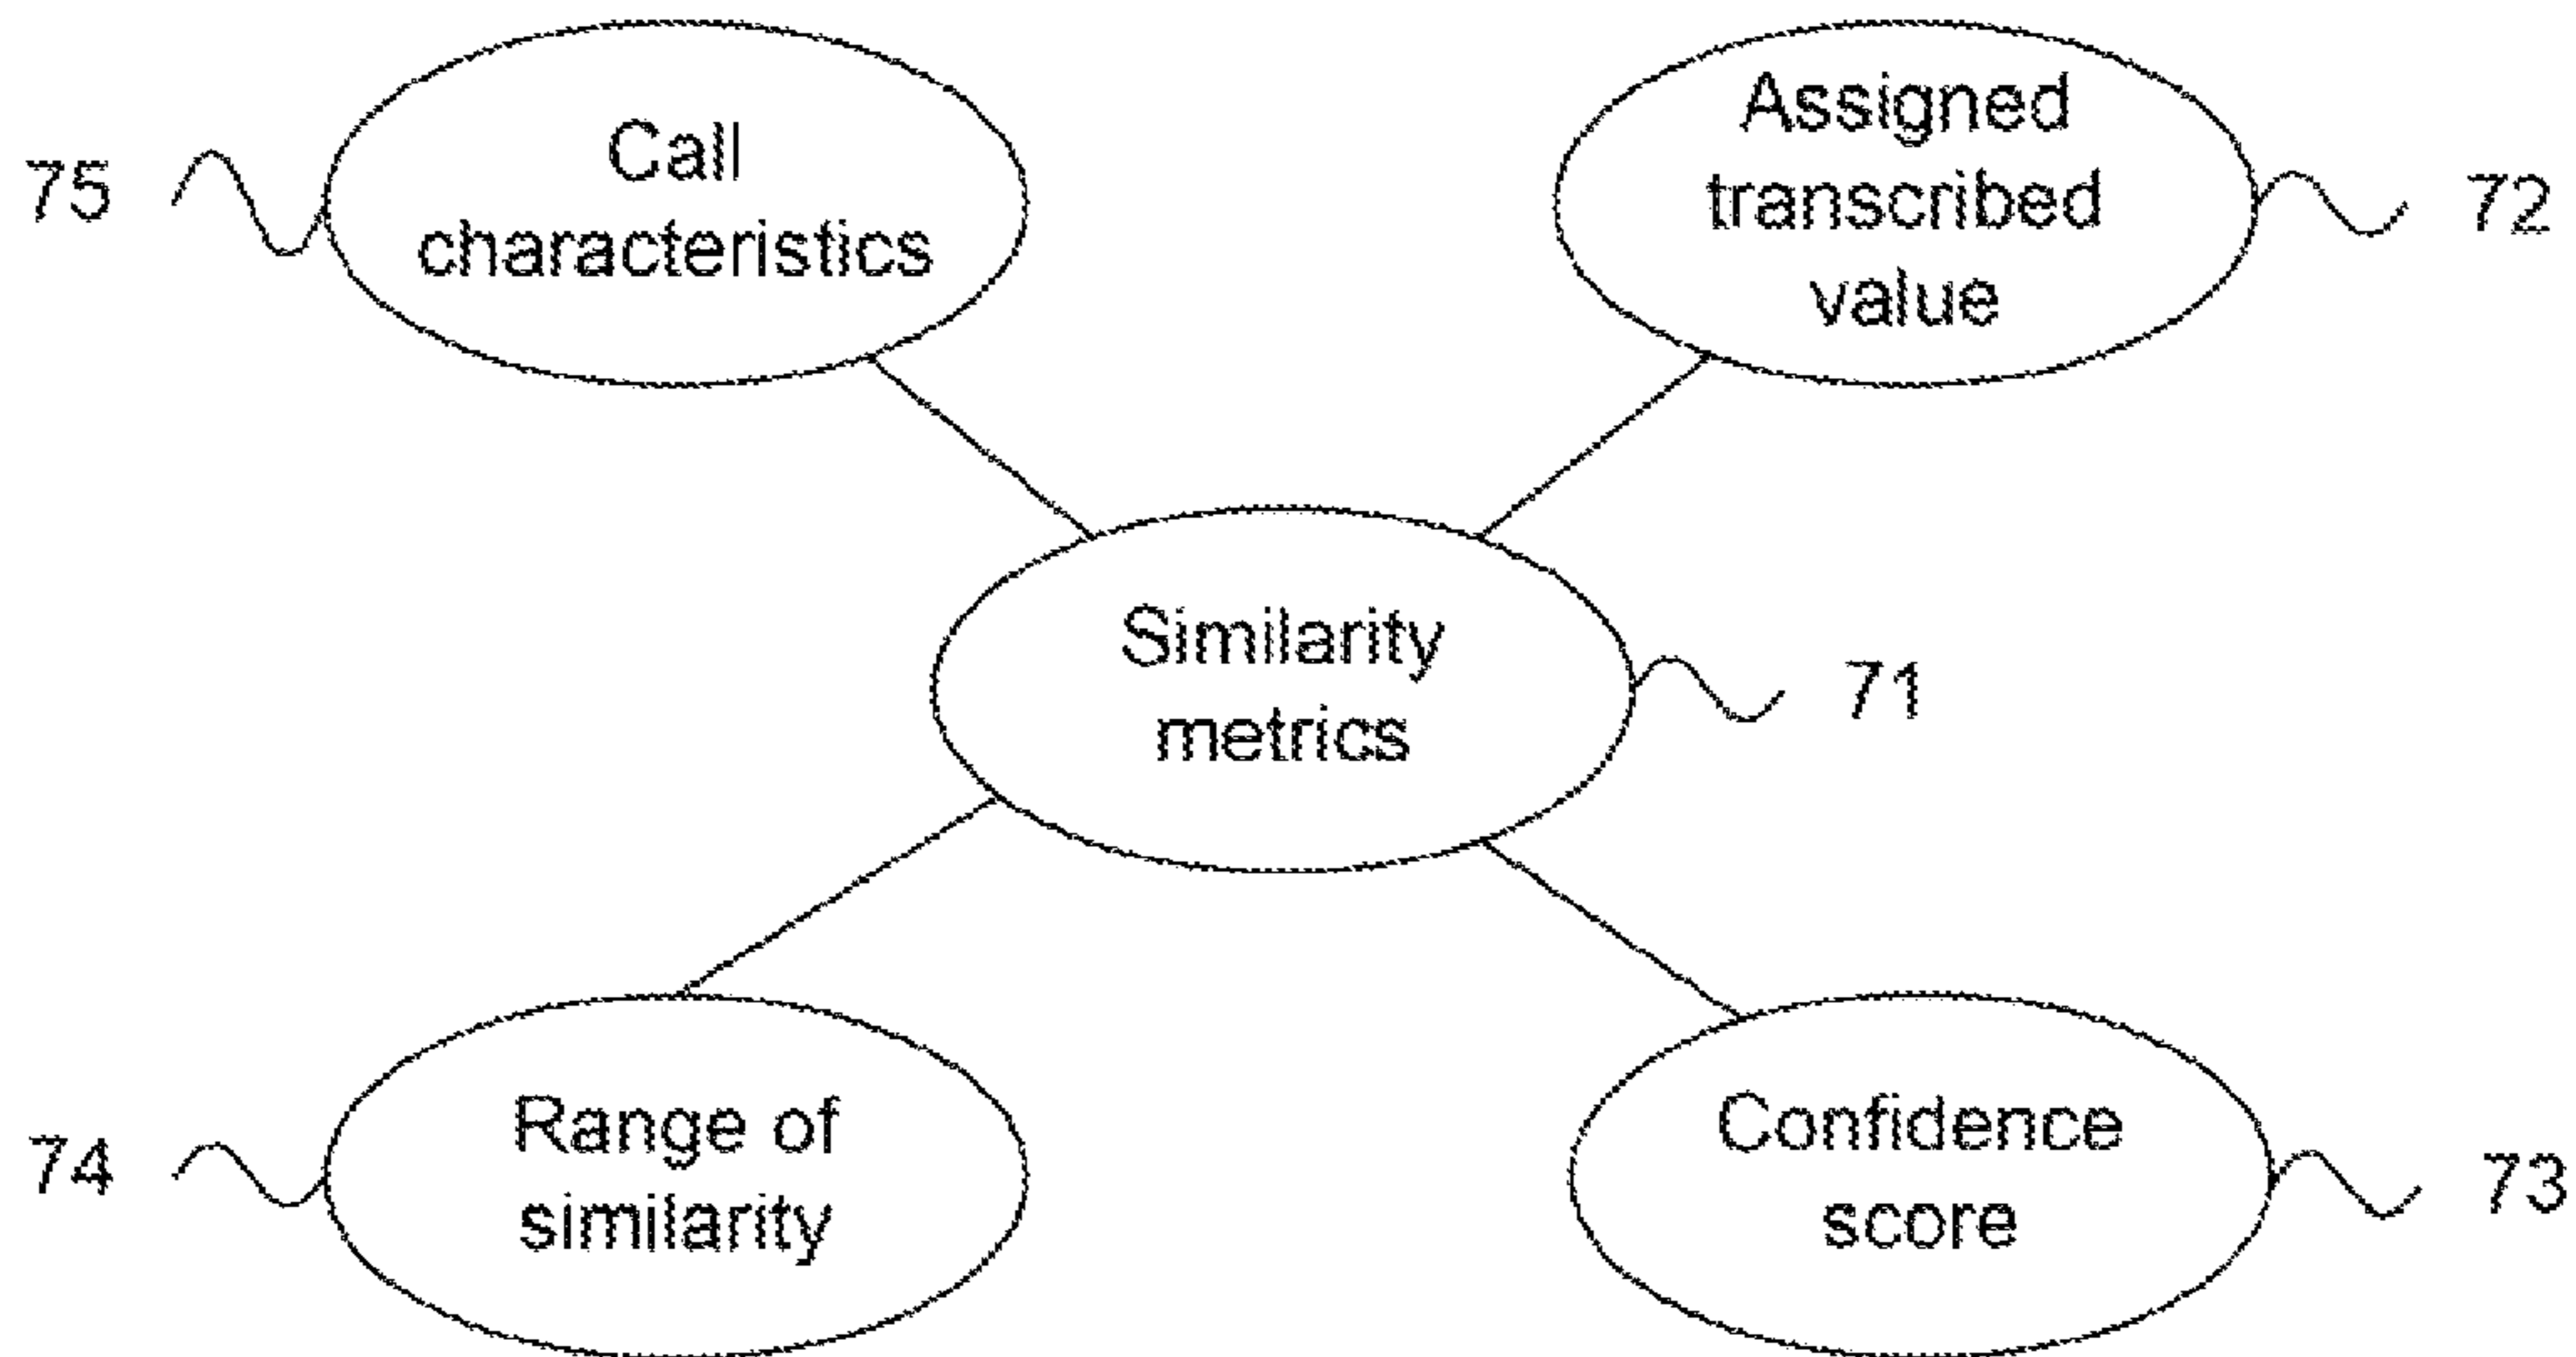 Call
characteristics
75
Assigned
transcribed
value
72
Similarity
metrics
71
Range of
similarity
74
Confidence
score
73